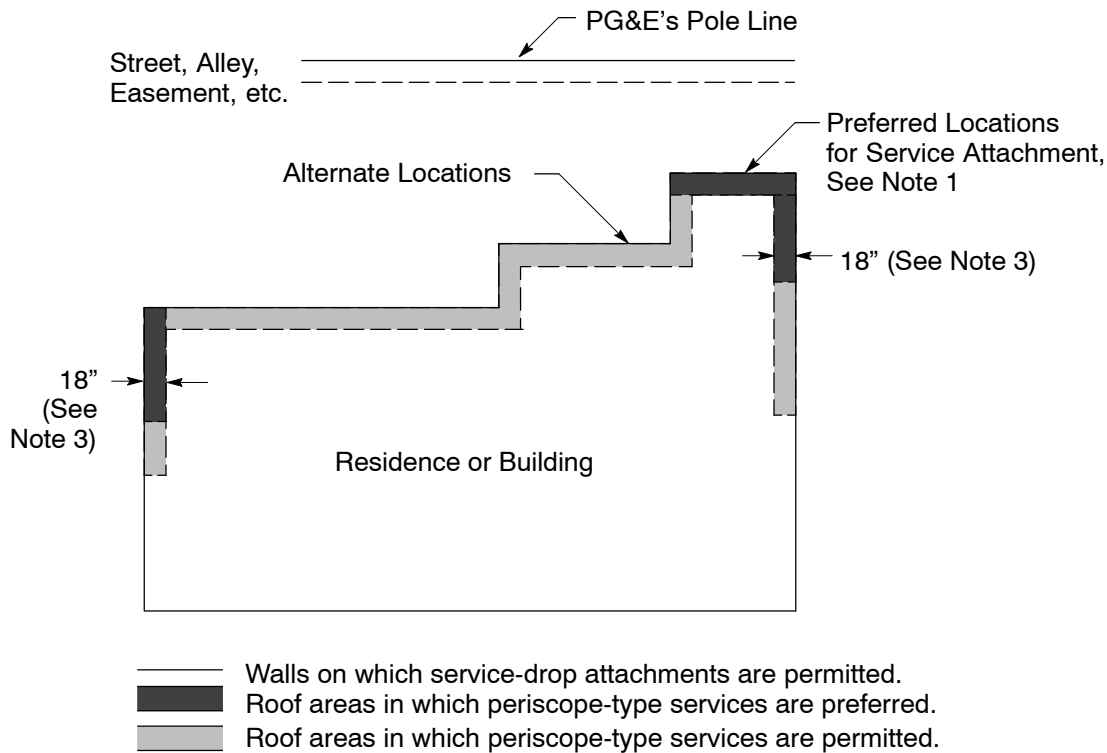 PG&E's Pole Line
Street, Alley,
Easement, etc.
Preferred Locations
for Service Attachment,
See Note 1
Alternate Locations
18” (See Note 3)
18”
(See
Note 3)
Residence or Building
Walls on which service-drop attachments are permitted.
Roof areas in which periscope-type services are preferred.
Roof areas in which periscope-type services are permitted.